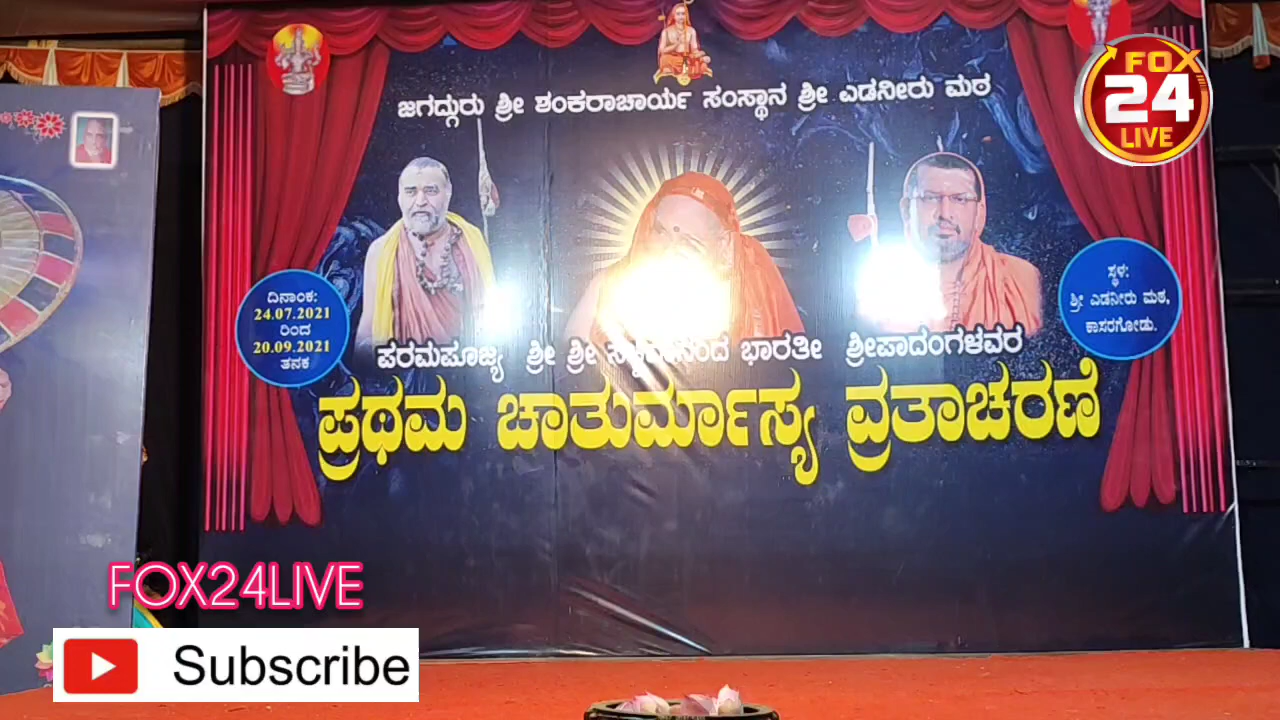 ಜಗದ್ಗುರು ಶ್ರೀ ಶಂಕರಾಚಾರ್ಯ ಸಂಸ್ಥಾನ ಶ್ರೀ ಎಡನೀರು ಮಠ
FOX
24
LIVE
ದಿನಾಂಕ:
24.07.2021
ರಿಂದ
20.09.2021
ತನಕ
ಸ್ಥಳ:
ಶ್ರೀ ಎಡನೀರು ಮಠ,
ಕಾಸರಗೋಡು.
ಪರಮಪೂಜ್ಯ ಶ್ರೀ ಶ್ರೀ ಭಾರತೀ ಶ್ರೀಪಾದಂಗಳವರ
ಪ್ರಥಮ ಚಾತುರ್ಮಾಸ್ಯ ವ್ರತಾಚರಣೆ
FOX24LIVE
Subscribe